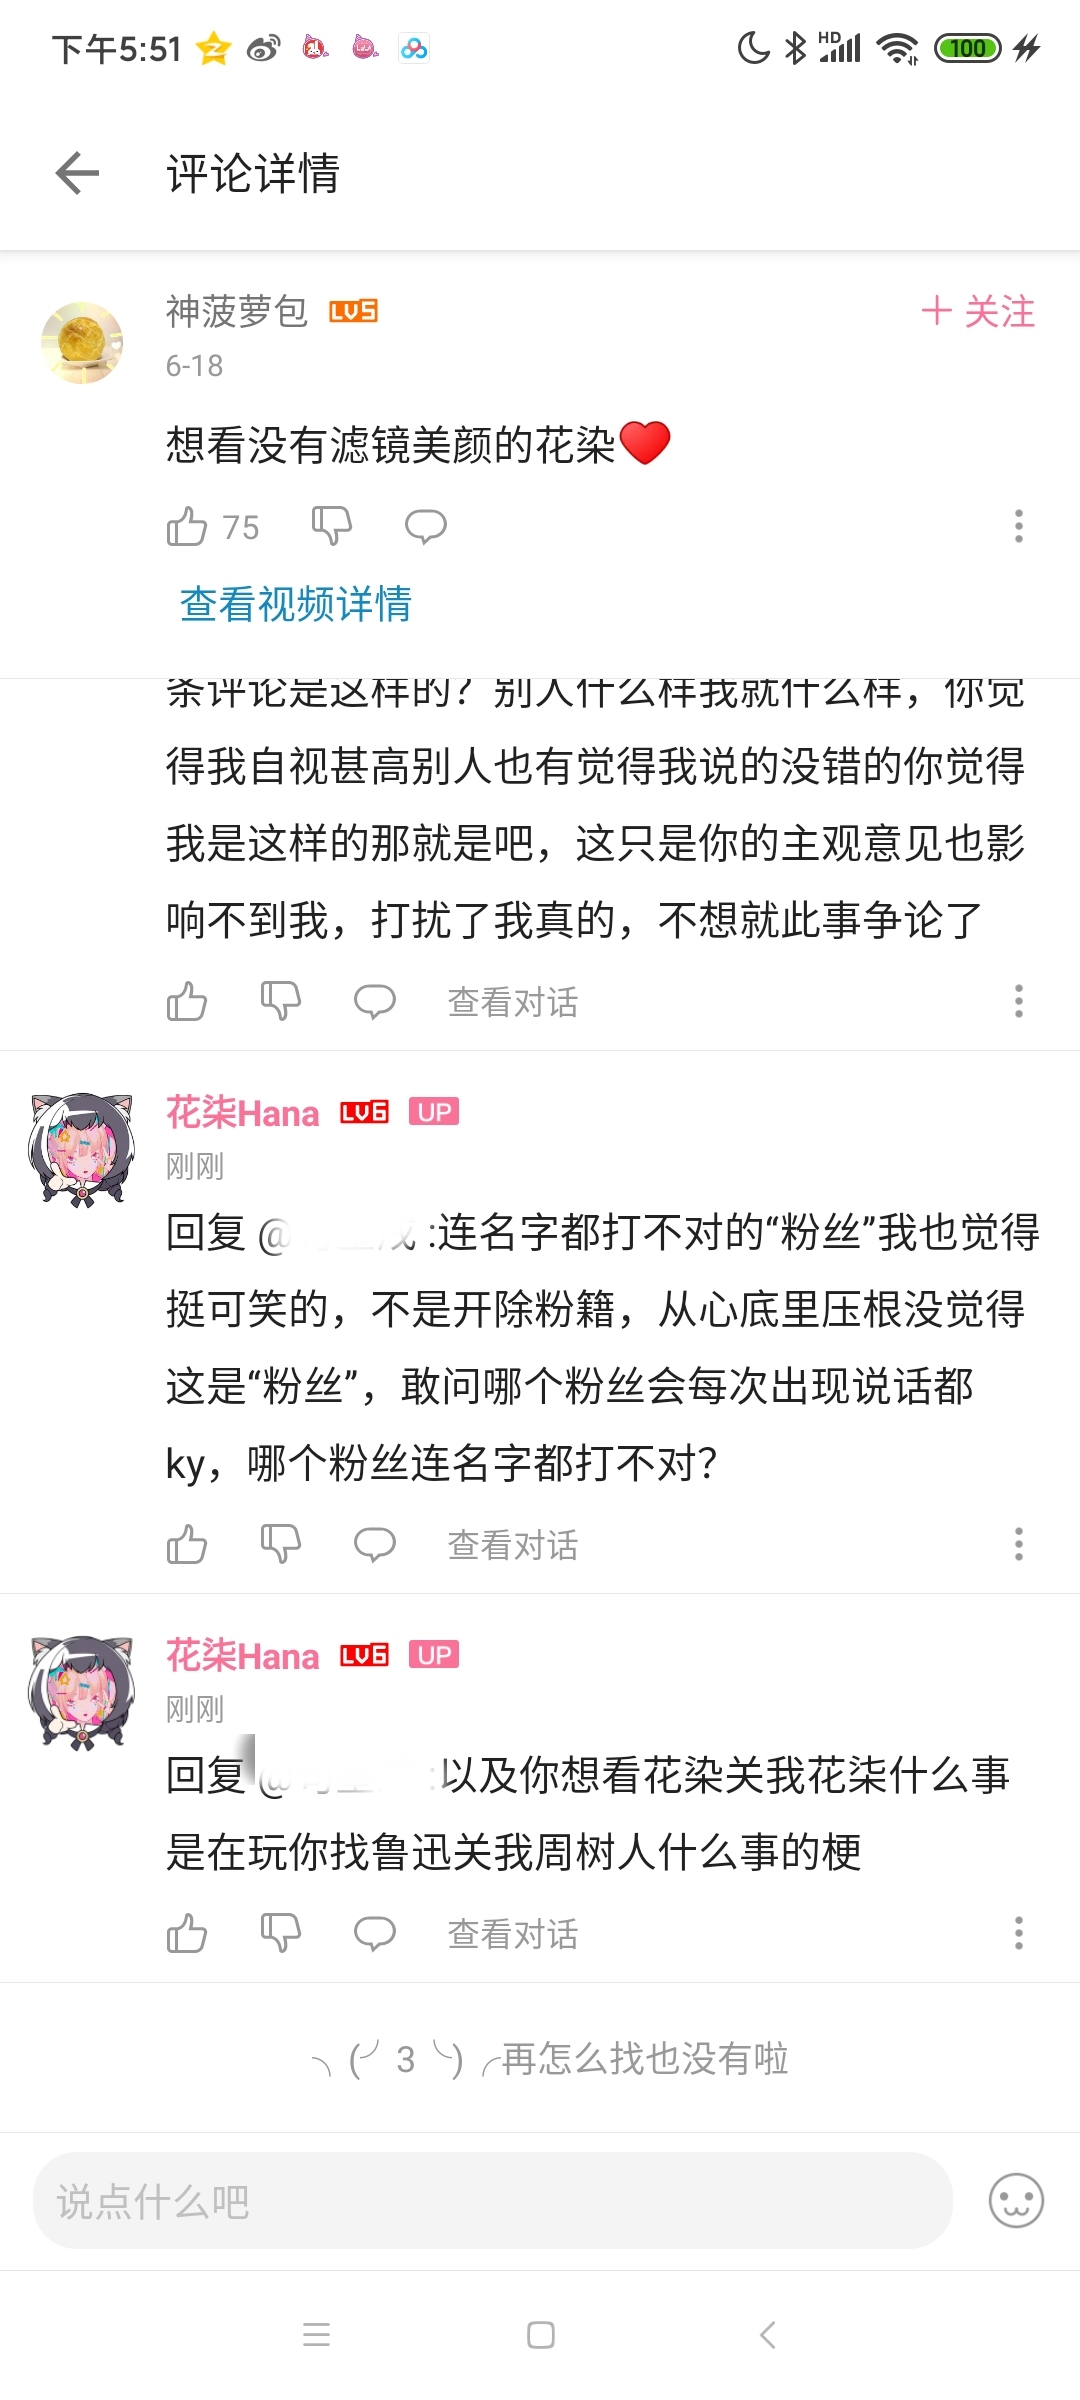 下午5:51
HD
100
评论详情
神菠萝包 LV5
+ 关注
6-18
想看没有滤镜美颜的花染❤️
75
查看视频详情
条评论是这样的？别人什么样我就什么样，你觉
得我自视甚高别人也有觉得我说的没错的你觉得
我是这样的那就是吧，这只是你的主观意见也影
响不到我，打扰了我真的，不想就此事争论了
查看对话
花柒Hana LV6 UP
刚刚
回复 @ :连名字都打不对的“粉丝”我也觉得
挺可笑的，不是开除粉籍，从心底里压根没觉得
这是“粉丝”，敢问哪个粉丝会每次出现说话都
ky，哪个粉丝连名字都打不对？
查看对话
花柒Hana LV6 UP
刚刚
回复 @ :以及你想看花染关我花柒什么事
是在玩你找鲁迅关我周树人什么事的梗
查看对话
╮(╯3╰)╭再怎么找也没有啦
说点什么吧